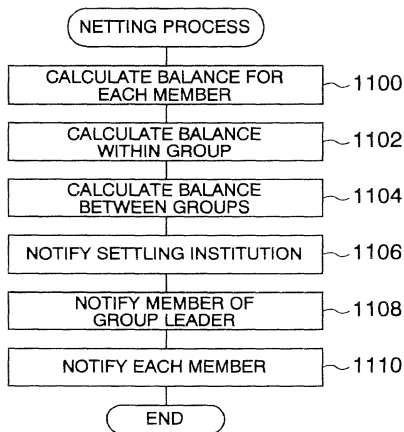 NETTING PROCESS
CALCULATE BALANCE FOR
EACH MEMBER
1100
CALCULATE BALANCE
WITHIN GROUP
1102
CALCULATE BALANCE
BETWEEN GROUPS
1104
NOTIFY SETTLING INSTITUTION
1106
NOTIFY MEMBER OF
GROUP LEADER
1108
NOTIFY EACH MEMBER
1110
END